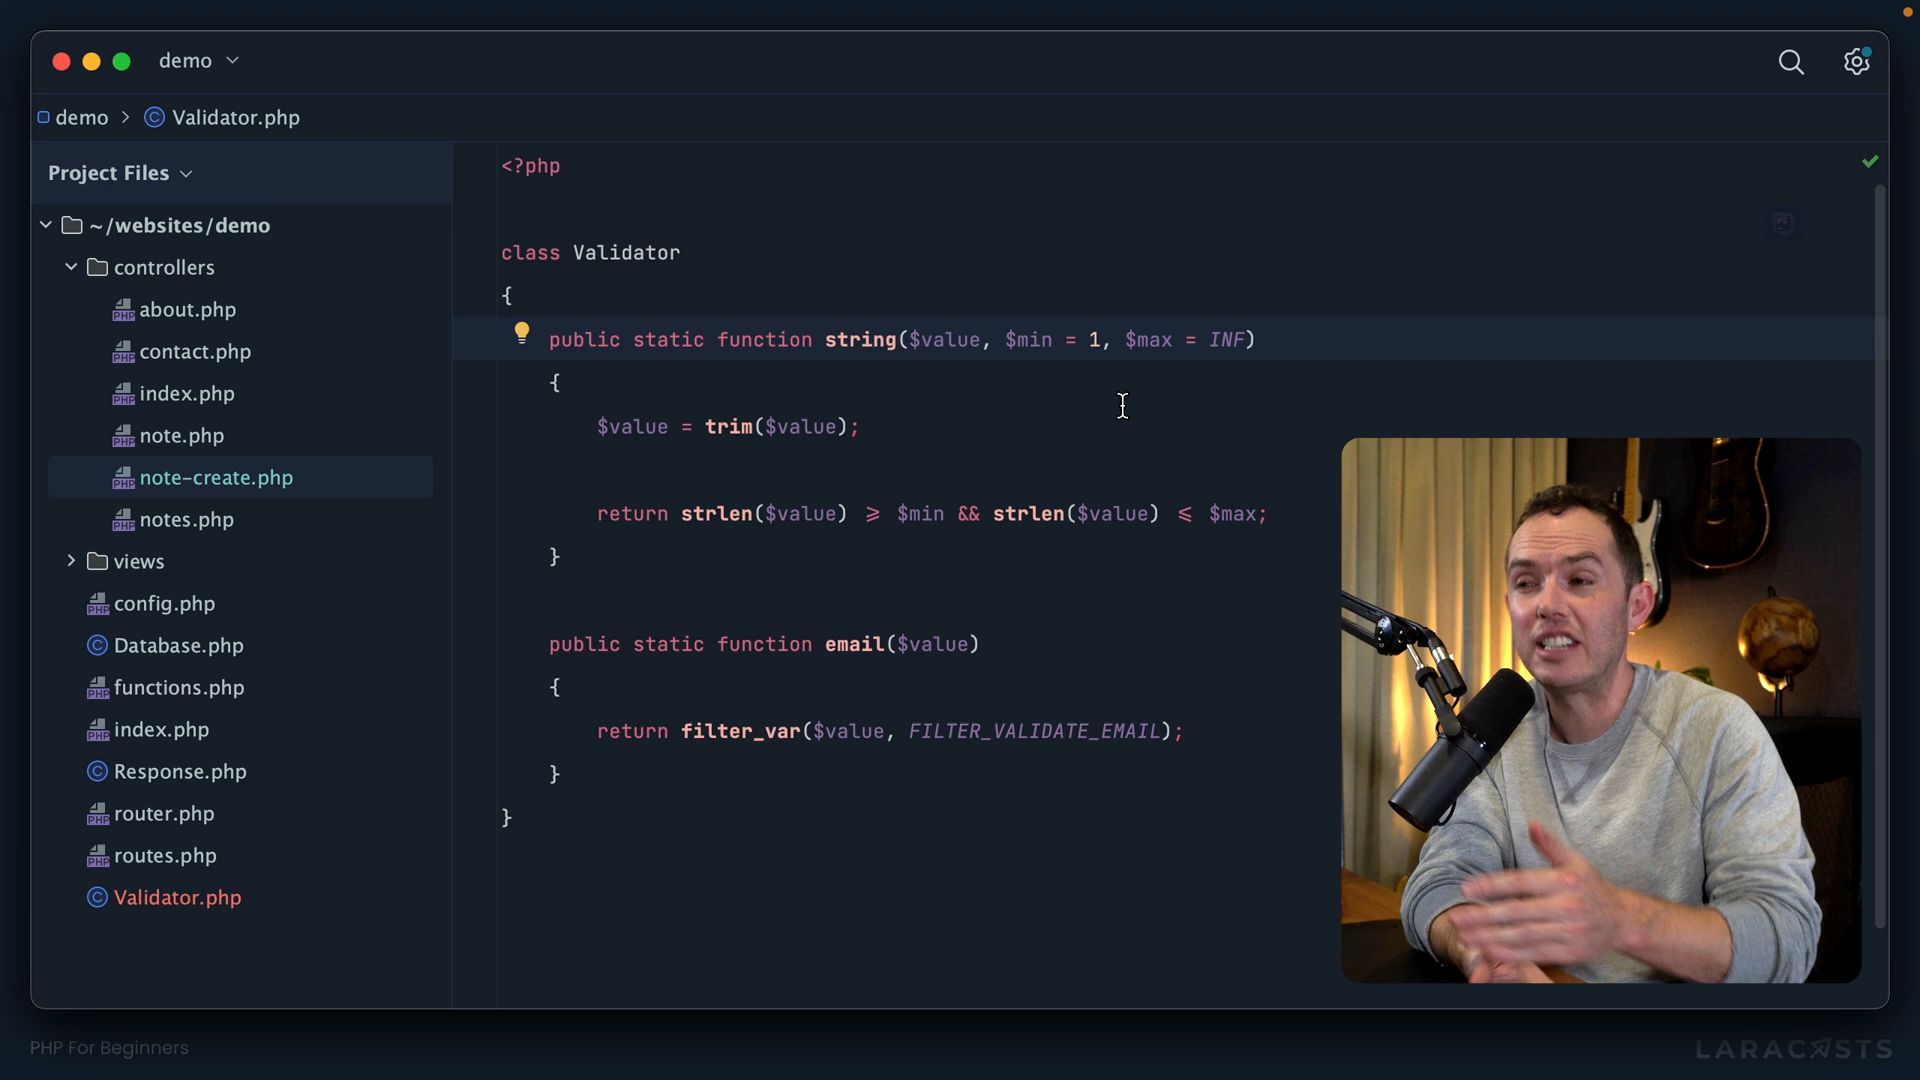 demo
demo > Validator.php
Project Files
~/websites/demo
controllers
about.php
contact.php
index.php
note.php
note-create.php
notes.php
views
config.php
Database.php
functions.php
index.php
Response.php
router.php
routes.php
Validator.php
<?php
class Validator
{
public static function string($value, $min = 1, $max = INF)
{
$value = trim($value);
return strlen($value) ≥ $min && strlen($value) ≤ $max;
}
public static function email($value)
{
return filter_var($value, FILTER_VALIDATE_EMAIL);
}
}
PHP For Beginners
LARACASTS